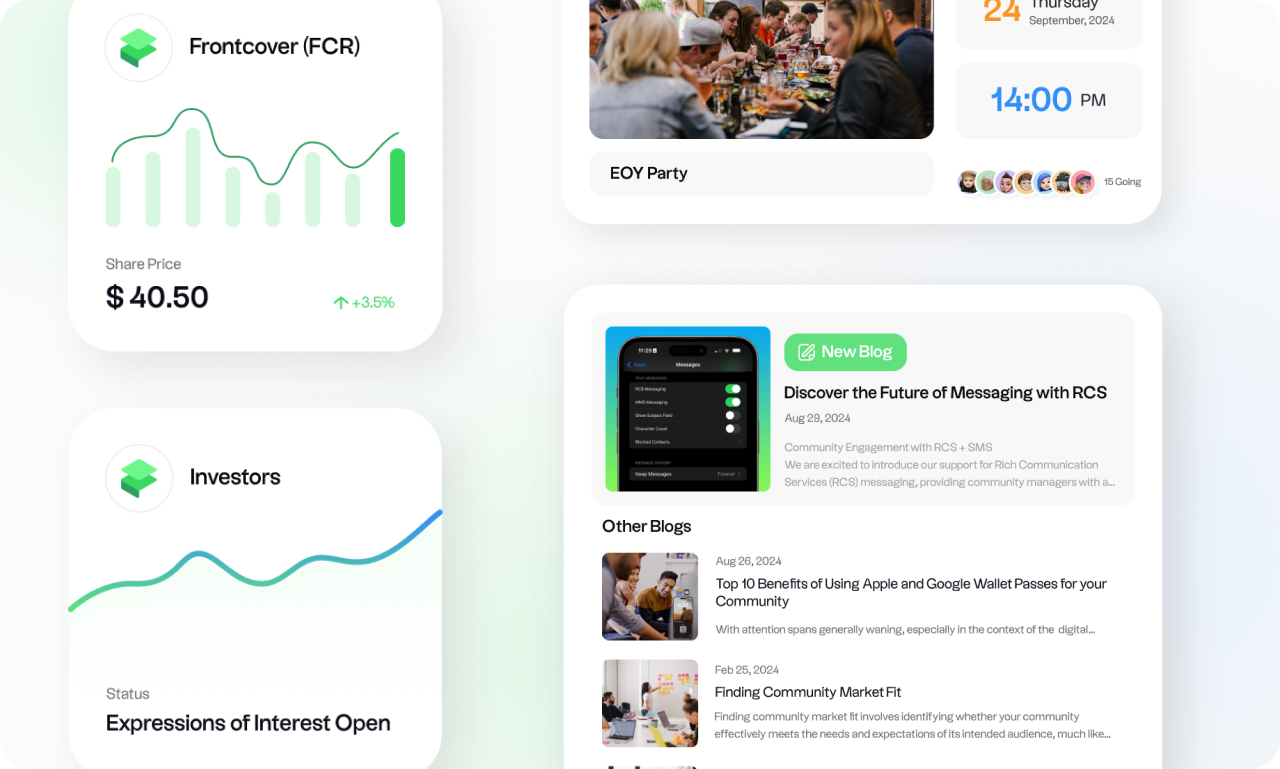 Frontcover (FCR)
Share Price
$ 40.50
+3.5%
Investors
Status
Expressions of Interest Open
24
Thursday
September, 2024
14:00 PM
EOY Party
15 Going
11:29
Apps
Messages
TEXT MESSAGING
RCS Messaging
MMS Messaging
Show Subject Field
Character Count
Blocked Contacts
MESSAGE HISTORY
Keep Messages
Forever
New Blog
Discover the Future of Messaging with RCS
Aug 29, 2024
Community Engagement with RCS + SMS
We are excited to introduce our support for Rich Communication
Services (RCS) messaging, providing community managers with a...
Other Blogs
Aug 26, 2024
Top 10 Benefits of Using Apple and Google Wallet Passes for your
Community
With attention spans generally waning, especially in the context of the digital...
Feb 25, 2024
Finding Community Market Fit
Finding community market fit involves identifying whether your community
effectively meets the needs and expectations of its intended audience, much like...